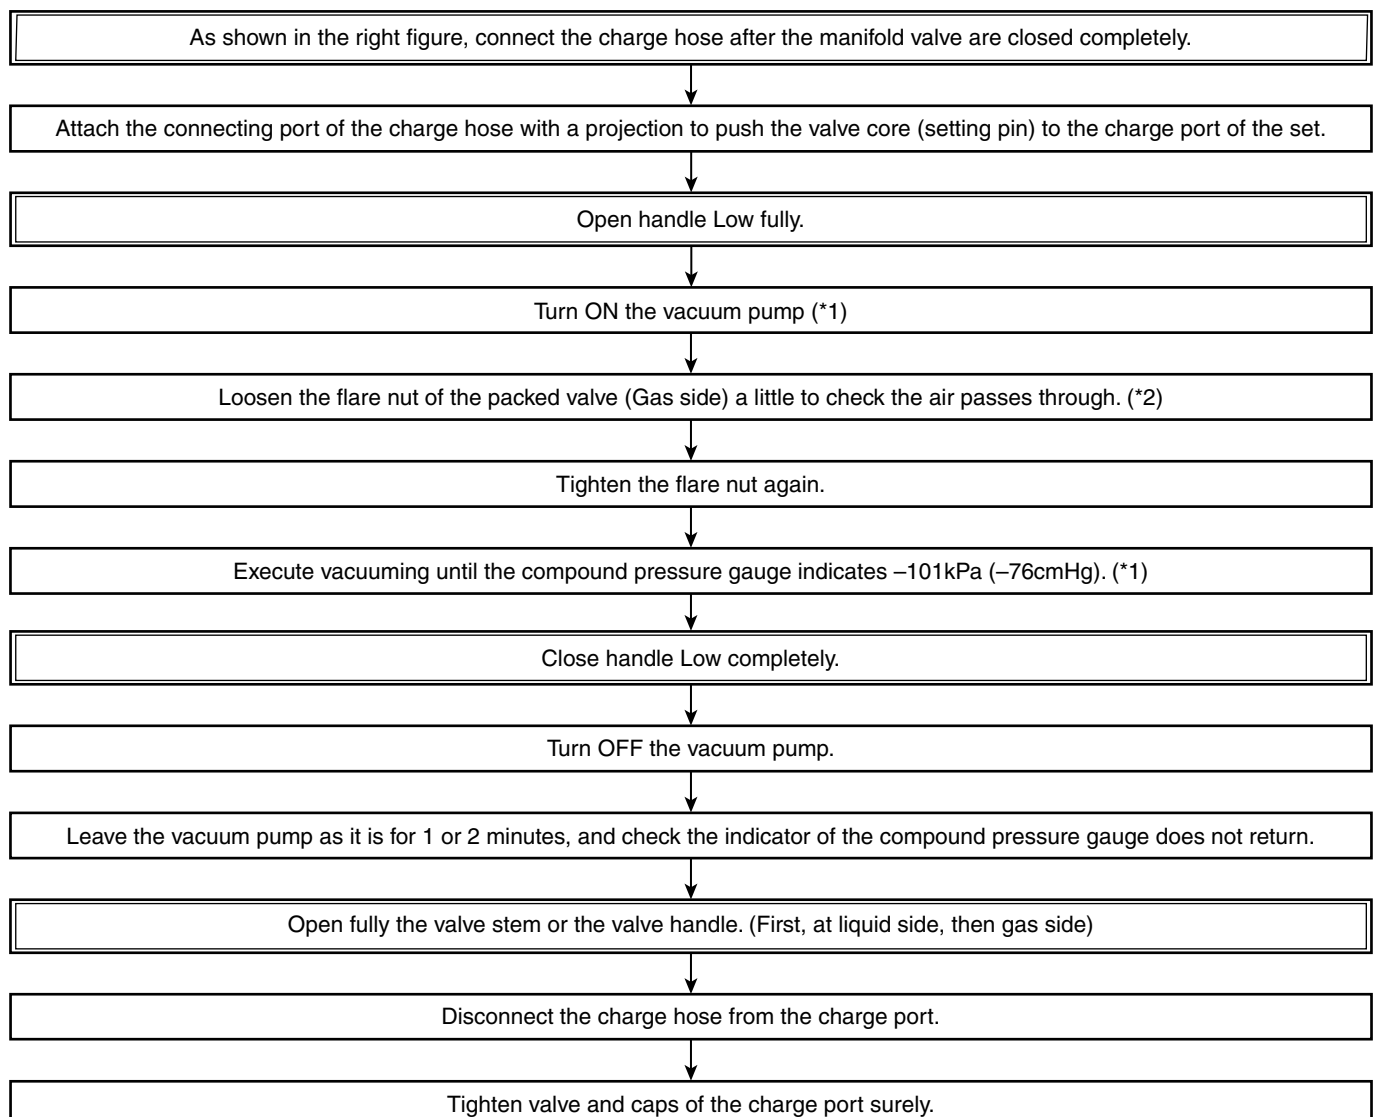 As shown in the right figure, connect the charge hose after the manifold valve are closed completely.
Attach the connecting port of the charge hose with a projection to push the valve core (setting pin) to the charge port of the set.
Open handle Low fully.
Turn ON the vacuum pump (*1)
Loosen the flare nut of the packed valve (Gas side) a little to check the air passes through. (*2)
Tighten the flare nut again.
Execute vacuuming until the compound pressure gauge indicates –101kPa (–76cmHg). (*1)
Close handle Low completely.
Turn OFF the vacuum pump.
Leave the vacuum pump as it is for 1 or 2 minutes, and check the indicator of the compound pressure gauge does not return.
Open fully the valve stem or the valve handle. (First, at liquid side, then gas side)
Disconnect the charge hose from the charge port.
Tighten valve and caps of the charge port surely.